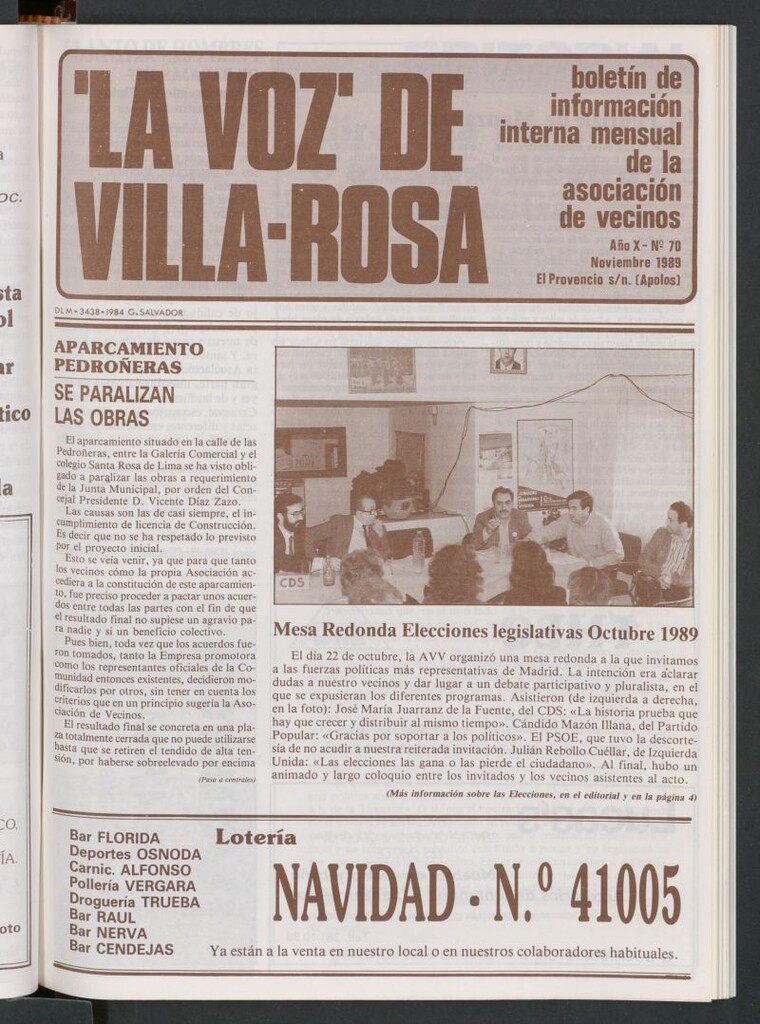 'LA VOZ' DE
VILLA-ROSA
boletín de
información
interna mensual
de la
asociación
de vecinos
Año X - Nº 70
Noviembre 1989
El Provencio s/n. (Apolos)
DLM-3438-1984 G. SALVADOR
APARCAMIENTO
PEDROÑERAS
SE PARALIZAN
LAS OBRAS
El aparcamiento situado en la calle de las
Pedroñeras, entre la Galería Comercial y el
colegio Santa Rosa de Lima se ha visto obli-
gado a paralizar las obras a requerimiento
de la Junta Municipal, por orden del Con-
cejal Presidente D. Vicente Díaz Zazo.
Las causas son las de casi siempre, el in-
cumplimiento de licencia de Construcción.
Es decir que no se ha respetado lo previsto
por el proyecto inicial.
Esto se veía venir, ya que para que tanto
los vecinos cómo la propia Asociación ac-
cediera a la constitución de este aparcamien-
to, fue preciso proceder a pactar unos acuer-
dos entre todas las partes con el fin de que
el resultado final no supiese un agravio pa-
ra nadie y si un beneficio colectivo.
Pues bien, toda vez que los acuerdos fue-
ron tomados, tanto la Empresa promotora
como los representantes oficiales de la Co-
munidad entonces existentes, decidieron mo-
dificarlos por otros, sin tener en cuenta los
criterios que en un principio sugería la Aso-
ciación de Vecinos.
El resultado final se concreta en una pla-
za totalmente cerrada que no puede utilizarse
hasta que se retiren el tendido de alta ten-
sión, por haberse sobreelevado por encima
(Pasa a centrales)
CDS
Mesa Redonda Elecciones legislativas Octubre 1989
El día 22 de octubre, la AVV organizó una mesa redonda a la que invitamos
a las fuerzas políticas más representativas de Madrid. La intención era aclarar
dudas a nuestro vecinos y dar lugar a un debate participativo y pluralista, en el
que se expusieran los diferentes programas. Asistieron (de izquierda a derecha,
en la foto): José María Juarranz de la Fuente, del CDS: «La historia prueba que
hay que crecer y distribuir al mismo tiempo». Cándido Mazón Illana, del Partido
Popular: «Gracias por soportar a los políticos». El PSOE, que tuvo la descorte-
sía de no acudir a nuestra reiterada invitación. Julián Rebollo Cuéllar, de Izquierda
Unida: «Las elecciones las gana o las pierde el ciudadano». Al final, hubo un
animado y largo coloquio entre los invitados y los vecinos asistentes al acto.
(Más información sobre las Elecciones, en el editorial y en la página 4)
Bar FLORIDA
Deportes OSNODA
Carnic. ALFONSO
Pollería VERGARA
Droguería TRUEBA
Bar RAUL
Bar NERVA
Bar CENDEJAS
Lotería
NAVIDAD - N.º 41005
Ya están a la venta en nuestro local o en nuestros colaboradores habituales.